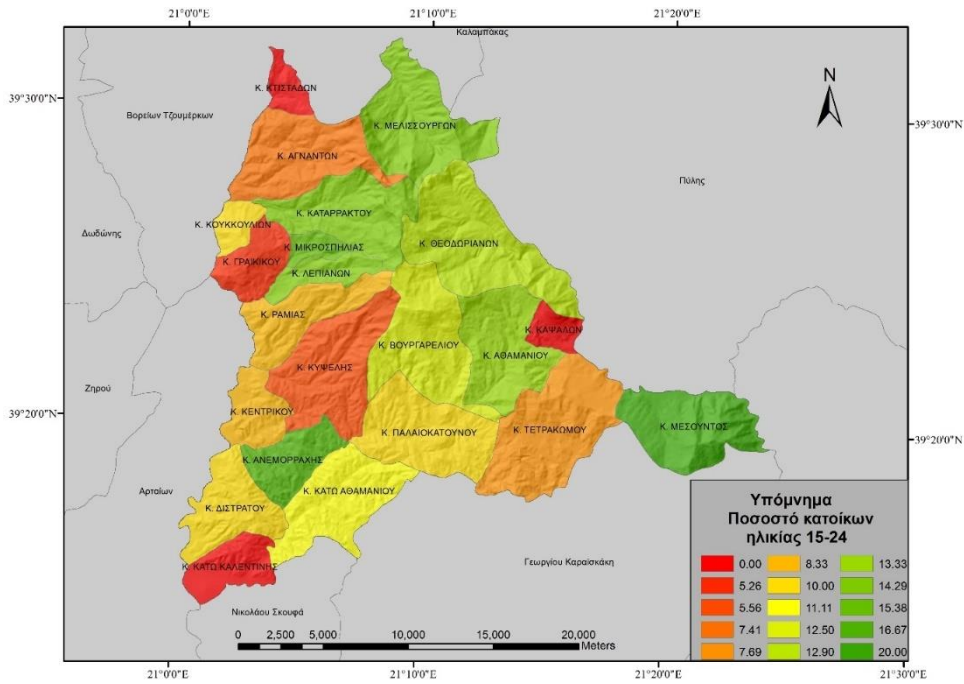 21°0'0"E
21°10'0"E
21°20'0"E
Καλαμπάκας
39°30'0"N
Κ. ΚΤΙΣΤΑΔΩΝ
N
Βορείων Τζουμέρκων
Κ. ΜΕΛΙΣΣΟΥΡΓΩΝ
39°30'0"N
Κ. ΑΓΝΑΝΤΩΝ
Πύλης
Κ. ΚΑΤΑΡΡΑΚΤΟΥ
Κ. ΚΟΥΚΚΟΥΛΙΩΝ
Δωδώνης
Κ. ΘΕΟΔΩΡΙΑΝΩΝ
Κ. ΜΙΚΡΟΣΠΗΛΙΑΣ
Κ. ΓΡΑΙΚΙΚΟΥ
Κ. ΛΕΠΙΑΝΩΝ
Κ. ΡΑΜΙΑΣ
Κ. ΚΑΨΑΛΩΝ
Κ. ΒΟΥΡΓΑΡΕΛΙΟΥ
Κ. ΑΘΑΜΑΝΙΟΥ
Κ. ΚΥΨΕΛΗΣ
Ζηρού
39°20'0"N
Κ. ΚΕΝΤΡΙΚΟΥ
Κ. ΜΕΣΟΥΝΤΟΣ
Κ. ΤΕΤΡΑΚΩΜΟΥ
Κ. ΠΑΛΑΙΟΚΑΤΟΥΝΟΥ
39°20'0"N
Κ. ΑΝΕΜΟΡΡΑΧΗΣ
Αρταίων
Κ. ΚΑΤΩ ΑΘΑΜΑΝΙΟΥ
Κ. ΔΙΣΤΡΑΤΟΥ
Κ. ΚΑΤΩ ΚΑΛΕΝΤΙΝΗΣ
Γεωργίου Καραϊσκάκη
Νικολάου Σκουφά
Υπόμνημα
Ποσοστό κατοίκων
ηλικίας 15-24
0.00 8.33 13.33
5.26 10.00 14.29
5.56 11.11 15.38
7.41 12.50 16.67
7.69 12.90 20.00
0 2,500 5,000 10,000 15,000 20,000
Meters
21°0'0"E
21°10'0"E
21°20'0"E
21°30'0"E